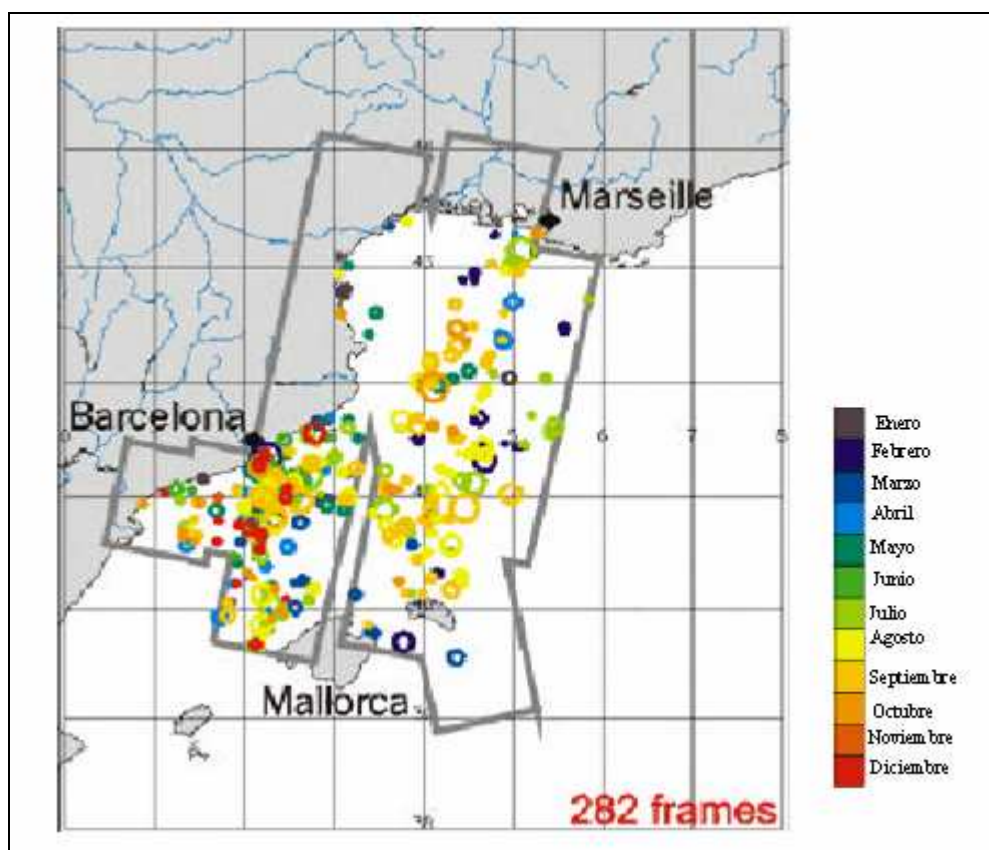 Marseille
43
Barcelona
6
7
Mallorca
282 frames
Enero
Febrero
Marzo
Abril
Mayo
Junio
Julio
Agosto
Septiembre
Octubre
Noviembre
Diciembre